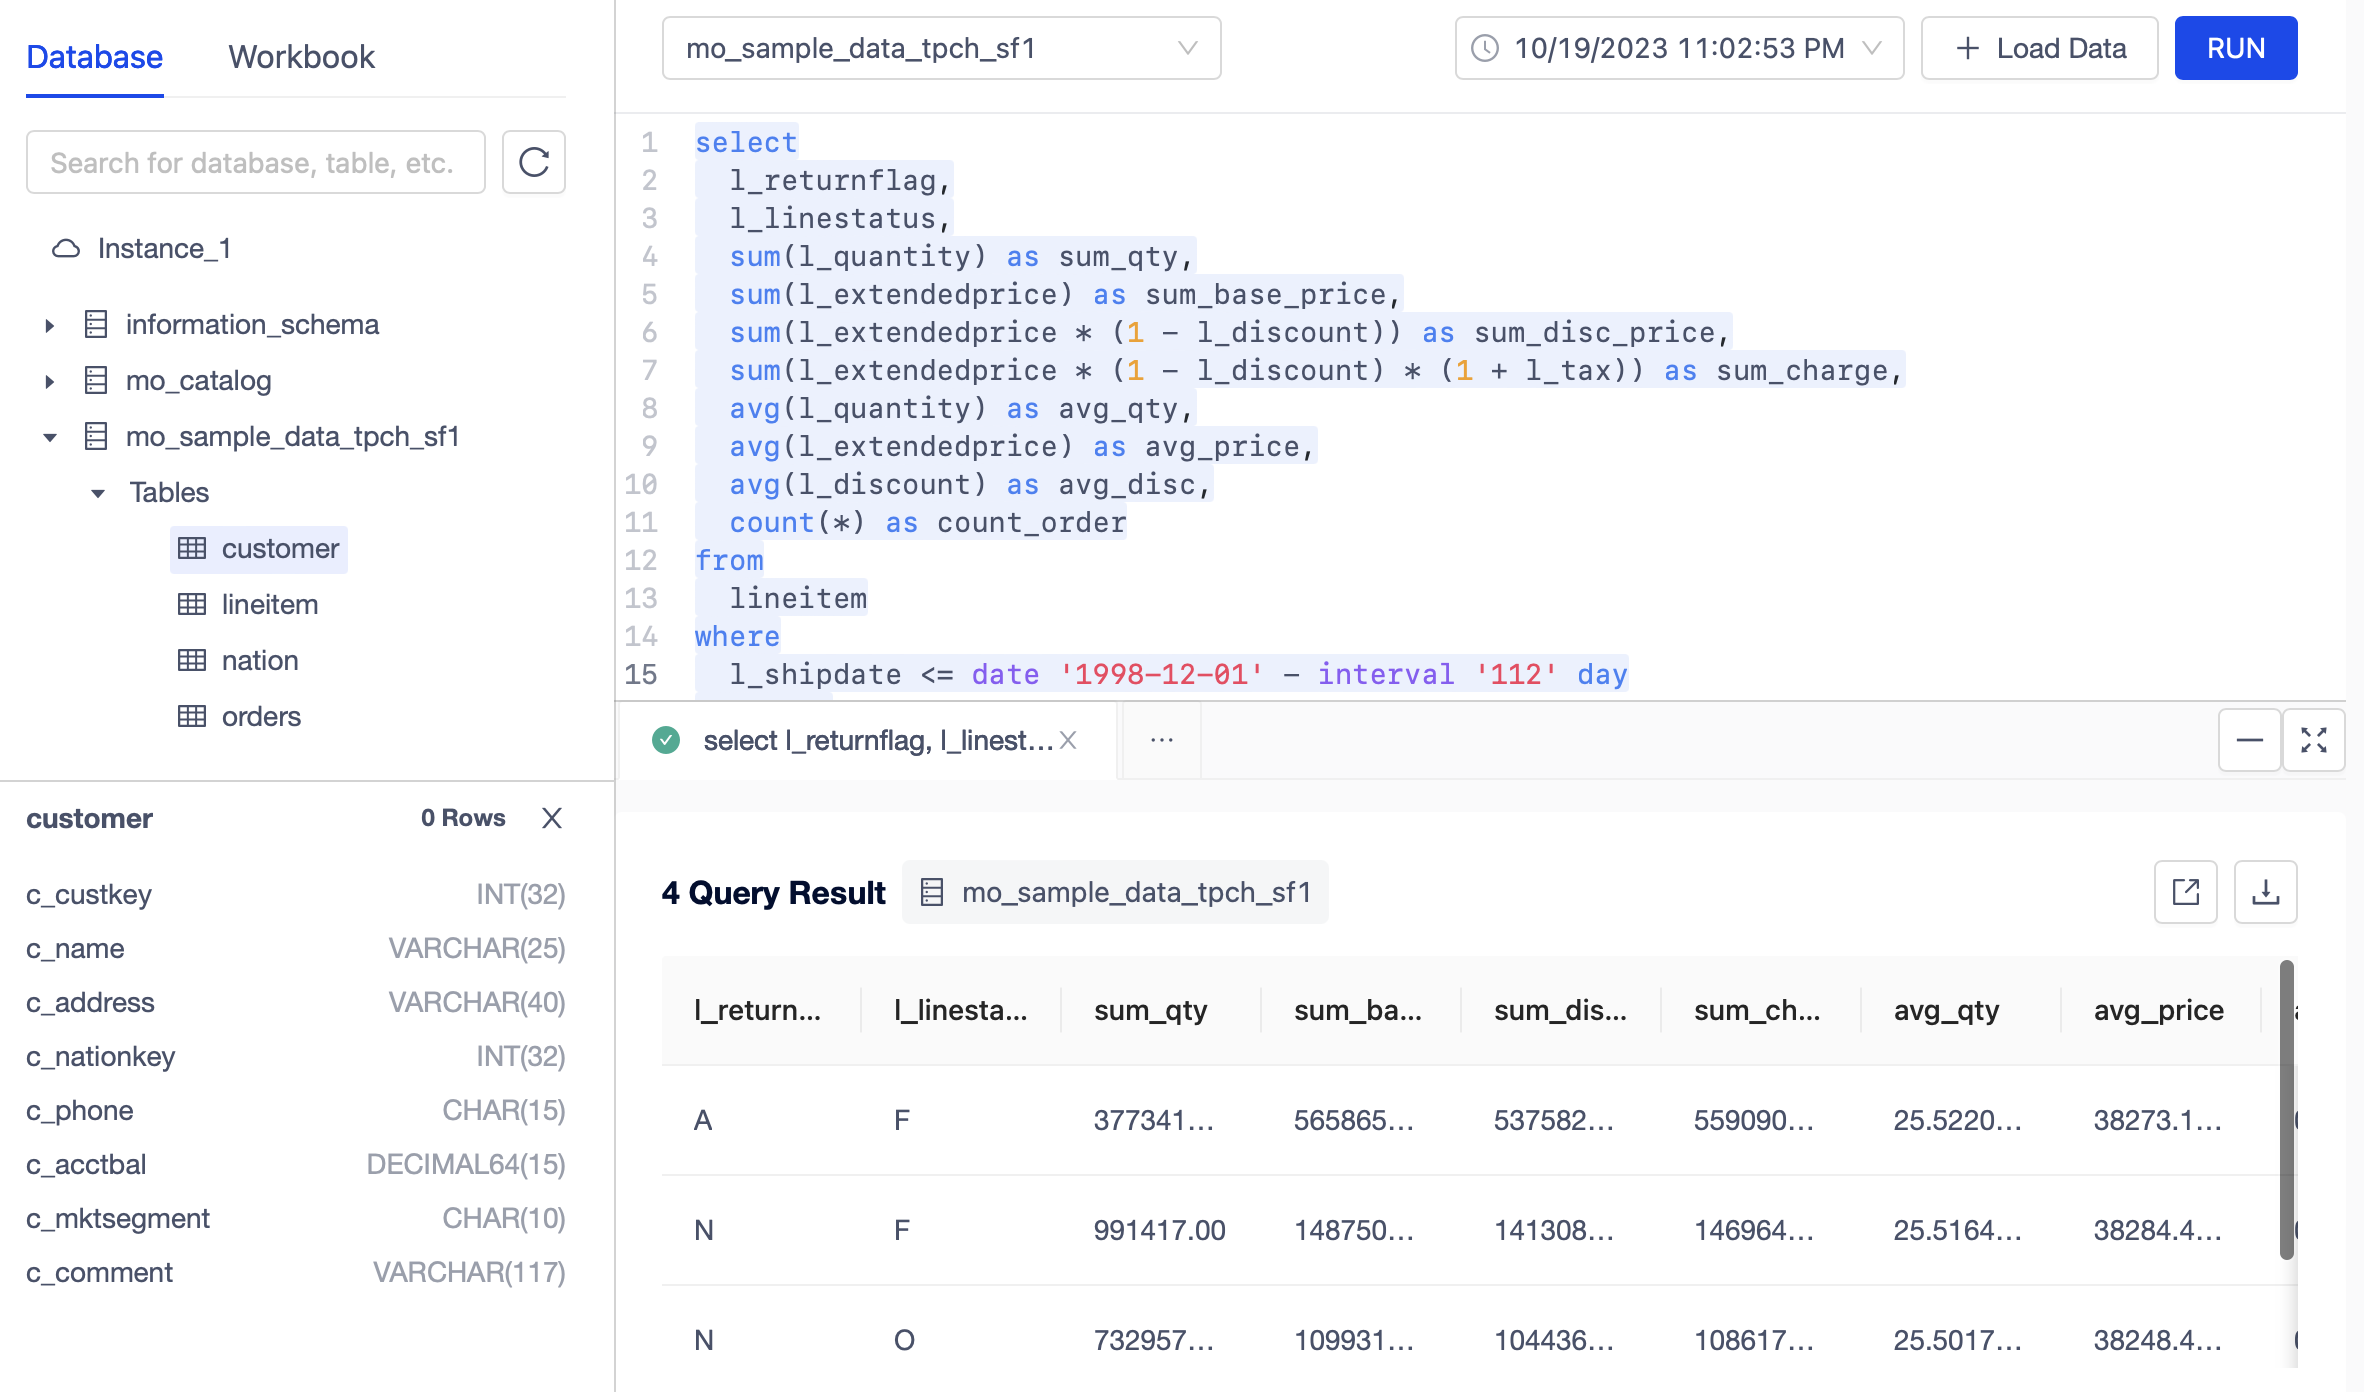 Database Workbook
Search for database, table, etc.
Instance_1
information_schema
mo_catalog
mo_sample_data_tpch_sf1
Tables
customer
lineitem
nation
orders
customer 0 Rows
c_custkey INT(32)
c_name VARCHAR(25)
c_address VARCHAR(40)
c_nationkey INT(32)
c_phone CHAR(15)
c_acctbal DECIMAL64(15)
c_mktsegment CHAR(10)
c_comment VARCHAR(117)
mo_sample_data_tpch_sf1 10/19/2023 11:02:53 PM + Load Data RUN
1 select
2 l_returnflag,
3 l_linestatus,
4 sum(l_quantity) as sum_qty,
5 sum(l_extendedprice) as sum_base_price,
6 sum(l_extendedprice * (1 - l_discount)) as sum_disc_price,
7 sum(l_extendedprice * (1 - l_discount) * (1 + l_tax)) as sum_charge,
8 avg(l_quantity) as avg_qty,
9 avg(l_extendedprice) as avg_price,
10 avg(l_discount) as avg_disc,
11 count(*) as count_order
12 from
13 lineitem
14 where
15 l_shipdate <= date '1998-12-01' - interval '112' day
select l_returnflag, l_linest... ...
4 Query Result mo_sample_data_tpch_sf1
l_return... l_linesta... sum_qty sum_ba... sum_dis... sum_ch... avg_qty avg_price
A F 377341... 565865... 537582... 559090... 25.5220... 38273.1...
N F 991417.00 148750... 141308... 146964... 25.5164... 38284.4...
N O 732957... 109931... 104436... 108617... 25.5017... 38248.4...